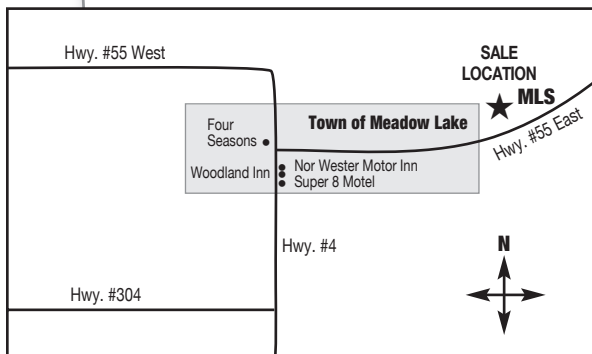 Hwy. #55 West
SALE
LOCATION
MLS
Hwy. #55 East
Town of Meadow Lake
Four
Seasons
Woodland Inn
Nor Wester Motor Inn
Super 8 Motel
Hwy. #4
N
Hwy. #304